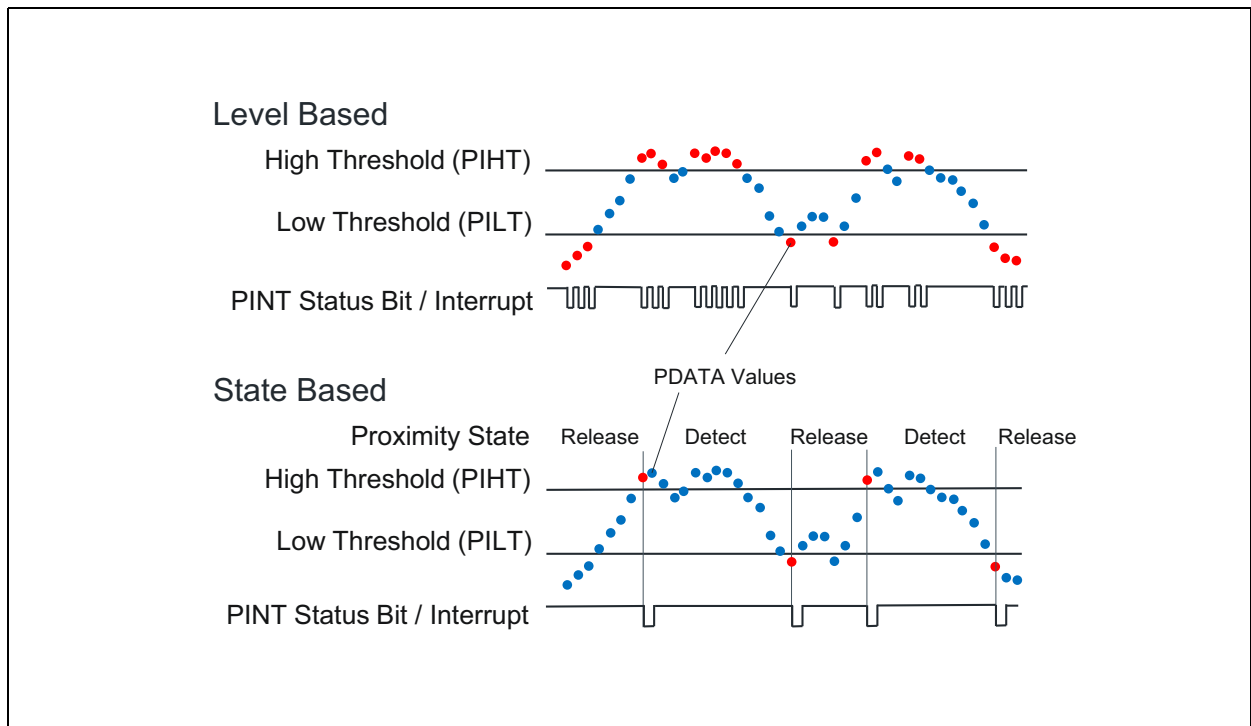 Level Based
High Threshold (PIHT)
Low Threshold (PILT)
PINT Status Bit / Interrupt
PDATA Values
State Based
Proximity State
Release
Detect
Release
Detect
Release
High Threshold (PIHT)
Low Threshold (PILT)
PINT Status Bit / Interrupt